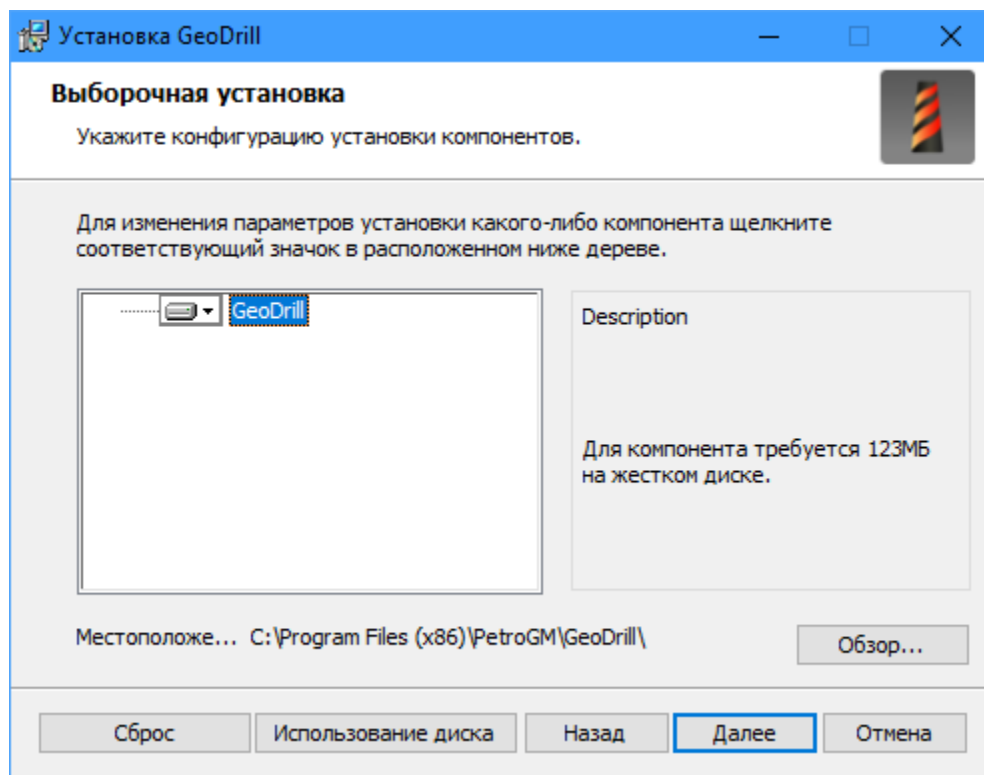 Установка GeoDrill
Выборочная установка
Укажите конфигурацию установки компонентов.
Для изменения параметров установки какого-либо компонента щелкните
соответствующий значок в расположенном ниже дереве.
GeoDrill
Description
Для компонента требуется 123МБ
на жестком диске.
Местоположе... C:\Program Files (x86)\PetroGM\GeoDrill\
Обзор...
Сброс Использование диска Назад Далее Отмена